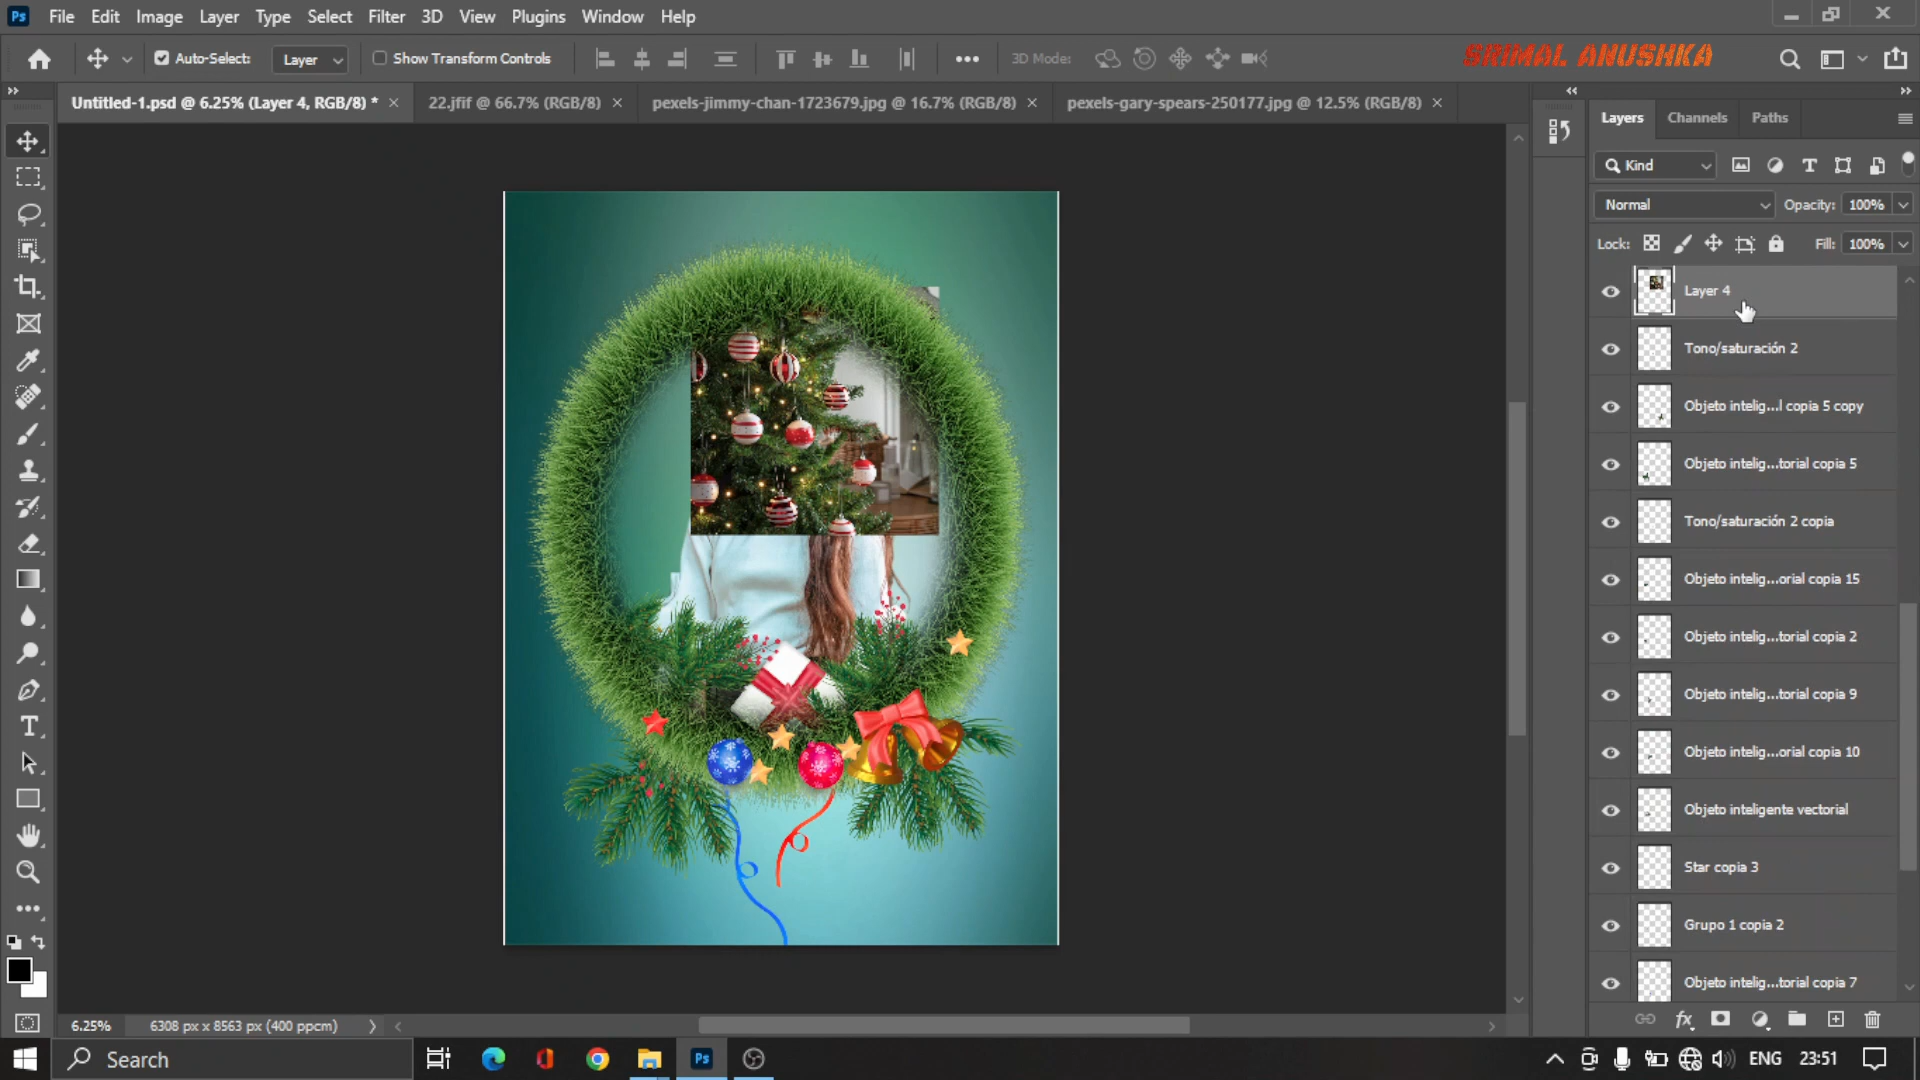 Ps File Edit Image Layer Type Select Filter 3D View Plugins Window Help
Auto-Select: Layer Show Transform Controls 3D Mode: SRIMAL ANUSHKA
Untitled-1.psd @ 6.25% (Layer 4, RGB/8) * 22.jfif @ 66.7% (RGB/8) pexels-jimmy-chan-1723679.jpg @ 16.7% (RGB/8) pexels-gary-spears-250177.jpg @ 12.5% (RGB/8)
Layers Channels Paths
Kind
Normal Opacity: 100%
Lock: Fill: 100%
Layer 4
Tono/saturación 2
Objeto intelig...l copia 5 copy
Objeto intelig...torial copia 5
Tono/saturación 2 copia
Objeto intelig...orial copia 15
Objeto intelig...torial copia 2
Objeto intelig...torial copia 9
Objeto intelig...orial copia 10
Objeto inteligente vectorial
Star copia 3
Grupo 1 copia 2
Objeto intelig...torial copia 7
6.25% 6308 px x 8563 px (400 ppcm)
Search Ps ENG 23:51